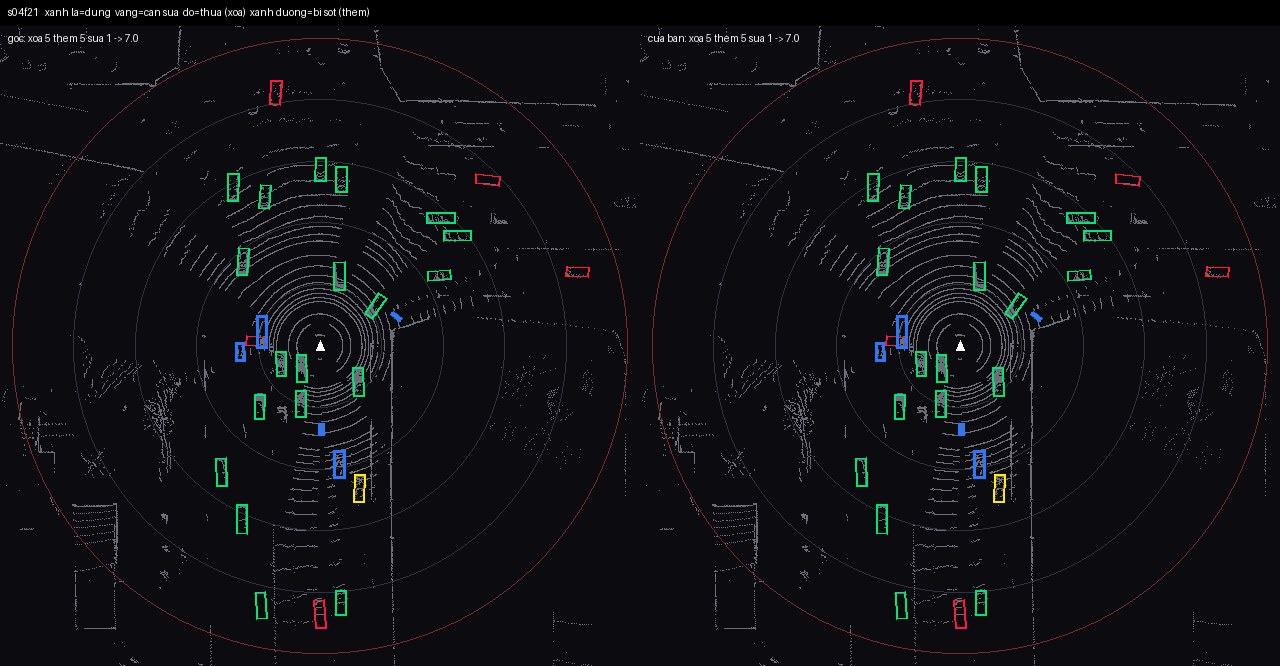 s04f21 xanh la=dung vang=can sua do=thua (xoa) xanh duong=bi sot (them)
goc: xoa 5 them 5 sua 1 -> 7.0
cua ban: xoa 5 them 5 sua 1 -> 7.0